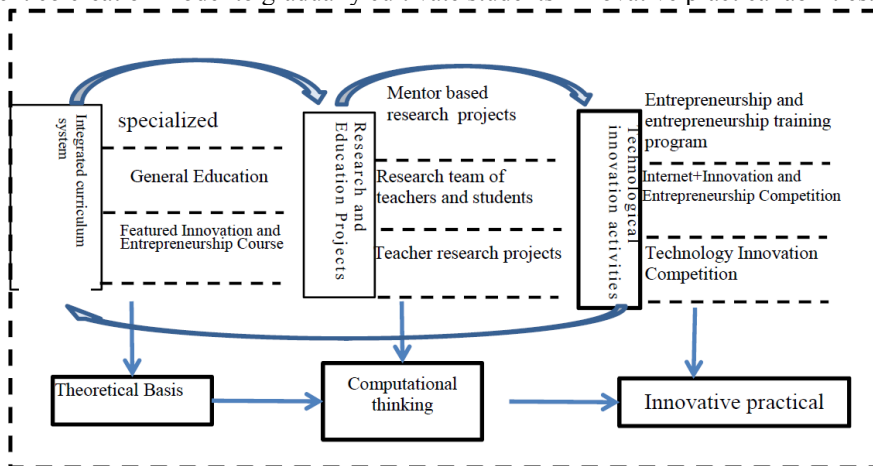 Integrated curriculum
system
specialized
General Education
Featured Innovation and
Entrepreneurship Course
Research and
Education Projects
Mentor based
research projects
Research team of
teachers and students
Teacher research projects
Technological
innovation activities
Entrepreneurship and
entrepreneurship training
program
Internet+Innovation and
Entrepreneurship Competition
Technology Innovation
Competition
Theoretical Basis
Computational
thinking
Innovative practical